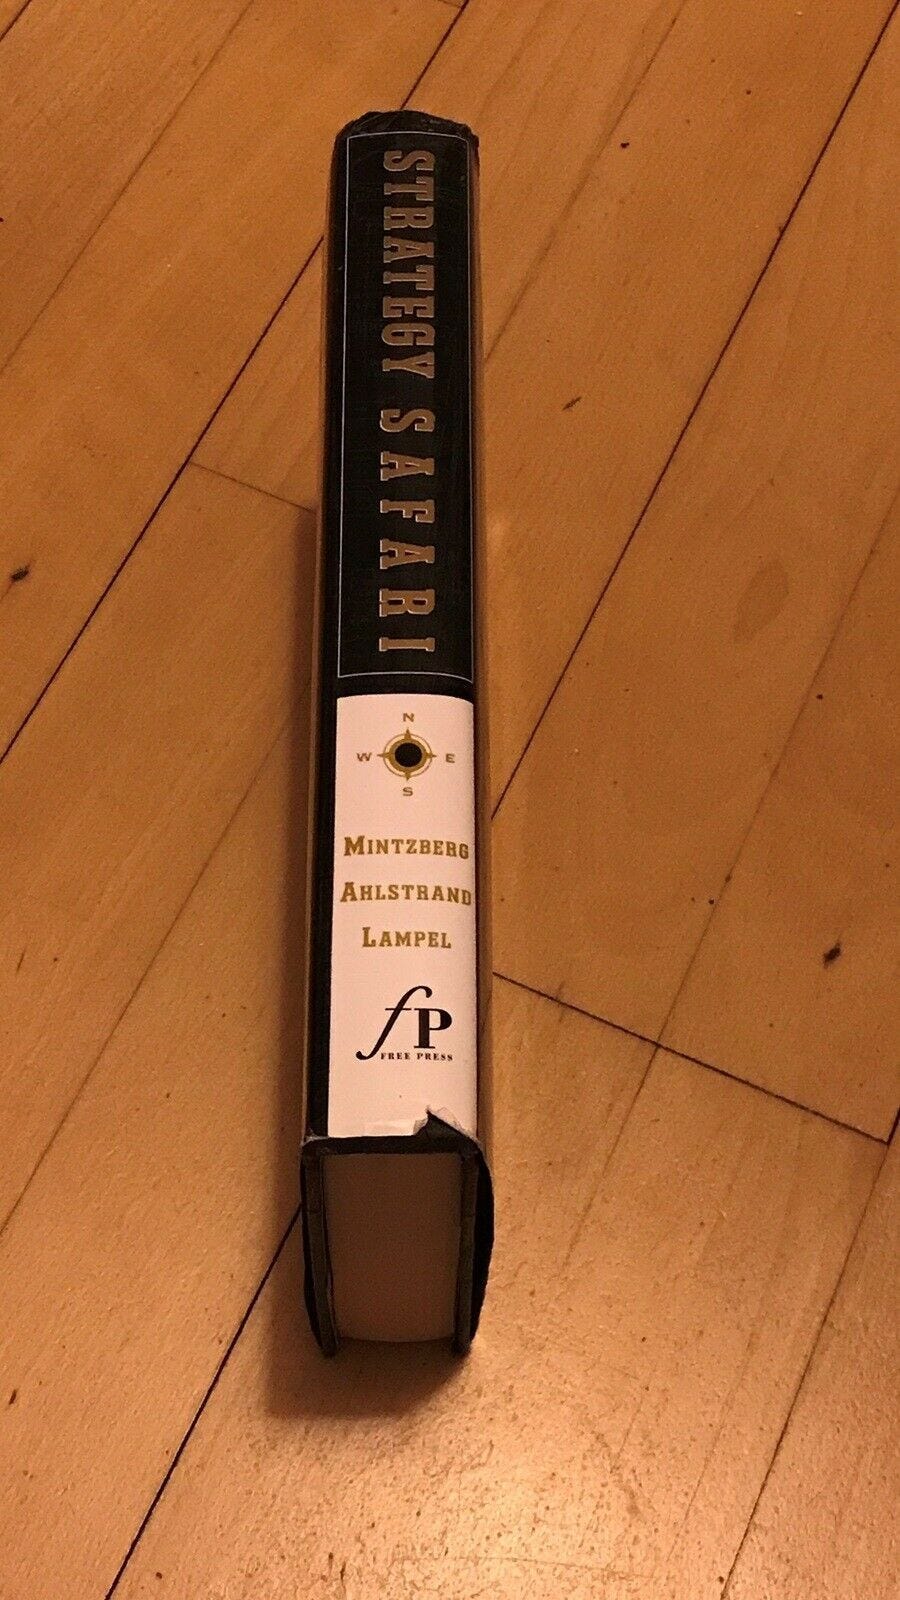 STRATEGY SAFARI
N
W E
S
MINTZBERG
AHLSTRAND
LAMPEL
fP
FREE PRESS